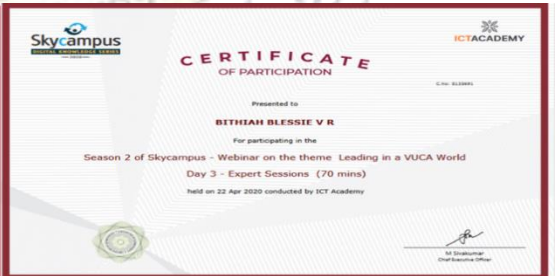 Skycampus
DIGITAL KNOWLEDGE SERIES
ICTACADEMY
CERTIFICATE
OF PARTICIPATION
Presented to
BITHIAH BLESSIE V R
For participating in the
Season 2 of Skycampus - Webinar on the theme Leading in a VUCA World
Day 3 - Expert Sessions (70 mins)
held on 22 Apr 2020 conducted by ICT Academy
M Sivakumar
Chief Executive Officer